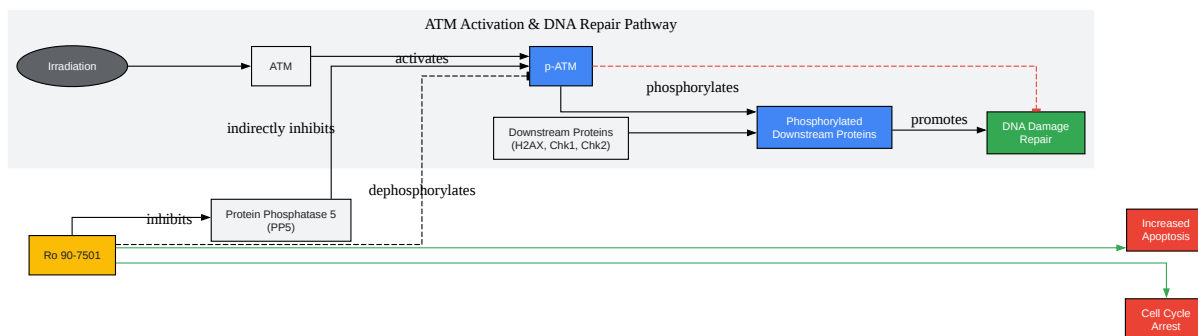 ATM Activation & DNA Repair Pathway
Irradiation
ATM
activates
p-ATM
phosphorylates
indirectly inhibits
Downstream Proteins
(H2AX, Chk1, Chk2)
Phosphorylated
Downstream Proteins
promotes
DNA Damage
Repair
dephosphorylates
inhibits
Protein Phosphatase 5
(PP5)
Ro 90-7501
Increased
Apoptosis
Cell Cycle
Arrest